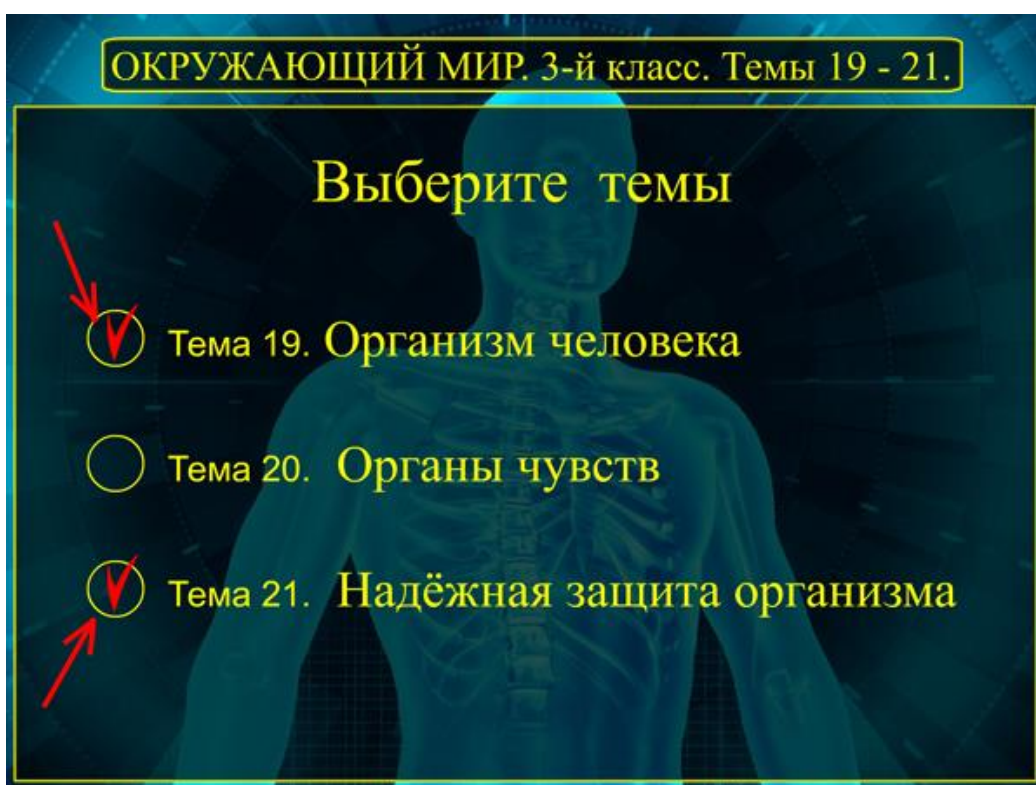 ОКРУЖАЮЩИЙ МИР. 3-й класс. Темы 19 - 21.
Выберите темы
Тема 19. Организм человека
Тема 20. Органы чувств
Тема 21. Надёжная защита организма